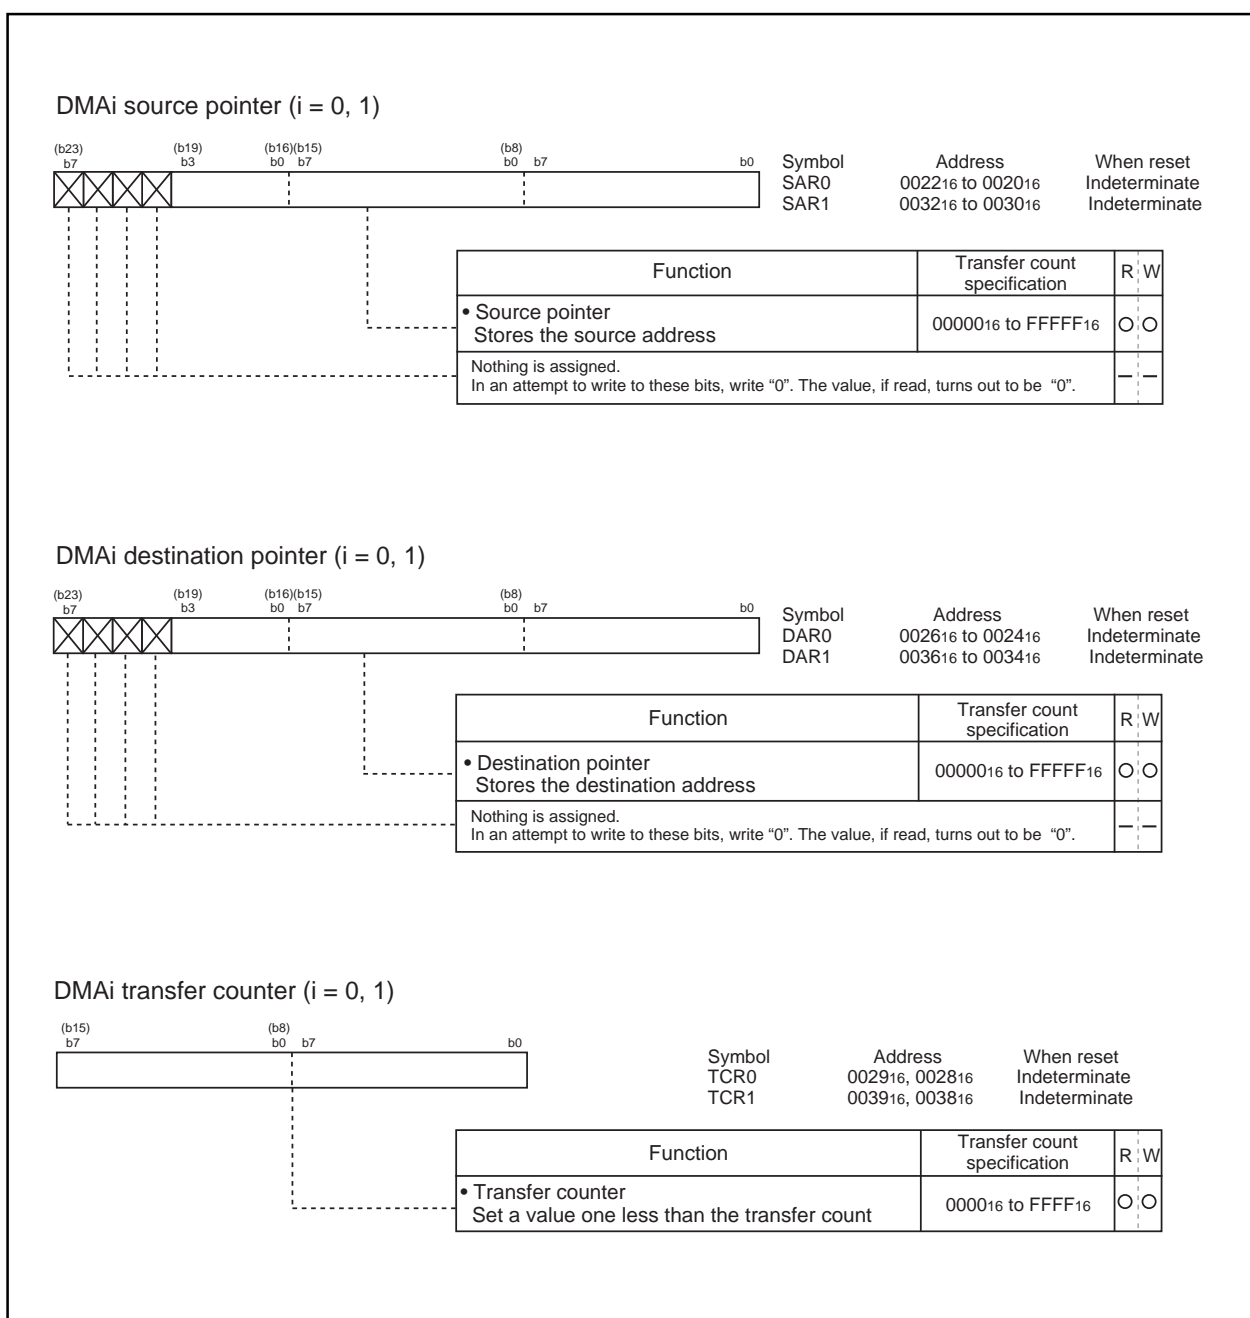 DMAi source pointer (i = 0, 1)
(b23) (b19) (b16)(b15) (b8)
b7 b3 b0 b7 b0 b7 b0
Symbol Address When reset
SAR0 002216 to 002016 Indeterminate
SAR1 003216 to 003016 Indeterminate
Function Transfer count specification R W
• Source pointer
Stores the source address 0000016 to FFFFF16 O O
Nothing is assigned.
In an attempt to write to these bits, write “0”. The value, if read, turns out to be “0”. – –
DMAi destination pointer (i = 0, 1)
(b23) (b19) (b16)(b15) (b8)
b7 b3 b0 b7 b0 b7 b0
Symbol Address When reset
DAR0 002616 to 002416 Indeterminate
DAR1 003616 to 003416 Indeterminate
Function Transfer count specification R W
• Destination pointer
Stores the destination address 0000016 to FFFFF16 O O
Nothing is assigned.
In an attempt to write to these bits, write “0”. The value, if read, turns out to be “0”. – –
DMAi transfer counter (i = 0, 1)
(b15) (b8)
b7 b0 b7 b0
Symbol Address When reset
TCR0 002916, 002816 Indeterminate
TCR1 003916, 003816 Indeterminate
Function Transfer count specification R W
• Transfer counter
Set a value one less than the transfer count 000016 to FFFF16 O O